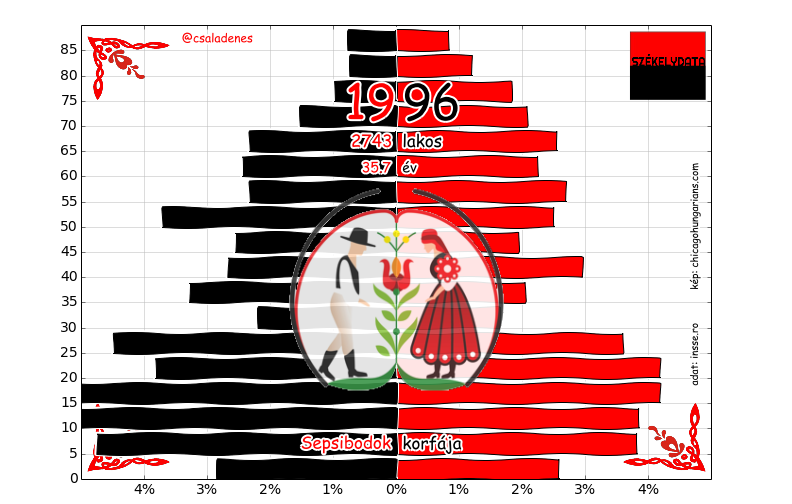 @csaladenes
SZÉKELYDATA
1996
2743 lakos
35.7 év
kép: chicagohungarians.com
adat: insse.ro
Sepsibodok korfája
85
80
75
70
65
60
55
50
45
40
35
30
25
20
15
10
5
0
4% 3% 2% 1% 0% 1% 2% 3% 4%